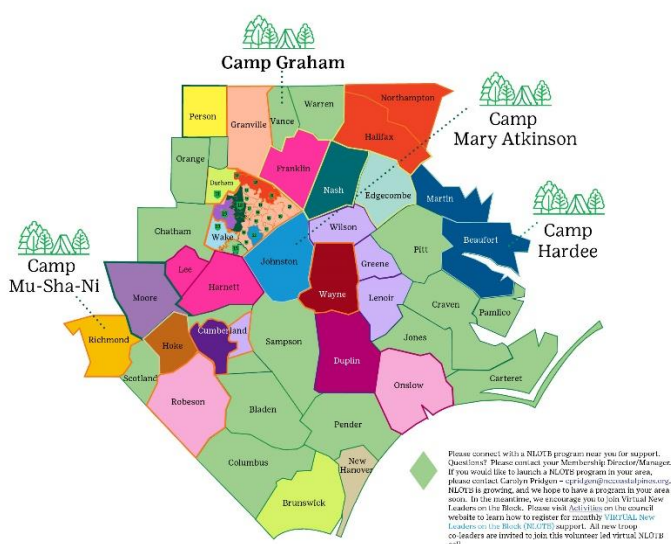 Camp Graham
Camp
Mary Atkinson
Camp
Hardee
Camp
Mu-Sha-Ni
Person
Granville
Vance
Warren
Northampton
Halifax
Orange
Durham
Franklin
Nash
Edgecombe
Martin
Chatham
Wake
Wilson
Pitt
Beaufort
Lee
Johnston
Greene
Moore
Harnett
Wayne
Lenoir
Craven
Pamlico
Richmond
Hoke
Cumberland
Sampson
Duplin
Jones
Carteret
Scotland
Robeson
Bladen
Onslow
Pender
Columbus
New
Hanover
Brunswick
Please connect with a NLOTB program near you for support.
Questions? Please contact your Membership Director/Manager.
If you would like to launch a NLOTB program in your area,
please contact Carolyn Pridgen – cpridgen@nccoastalpines.org.
NLOTB is growing, and we hope to have a program in your area
soon. In the meantime, we encourage you to join Virtual New
Leaders on the Block. Please visit Activities on the council
website to learn how to register for monthly VIRTUAL New
Leaders on the Block (NLOTB) support. All new troop
co-leaders are invited to join this volunteer led virtual NLOTB